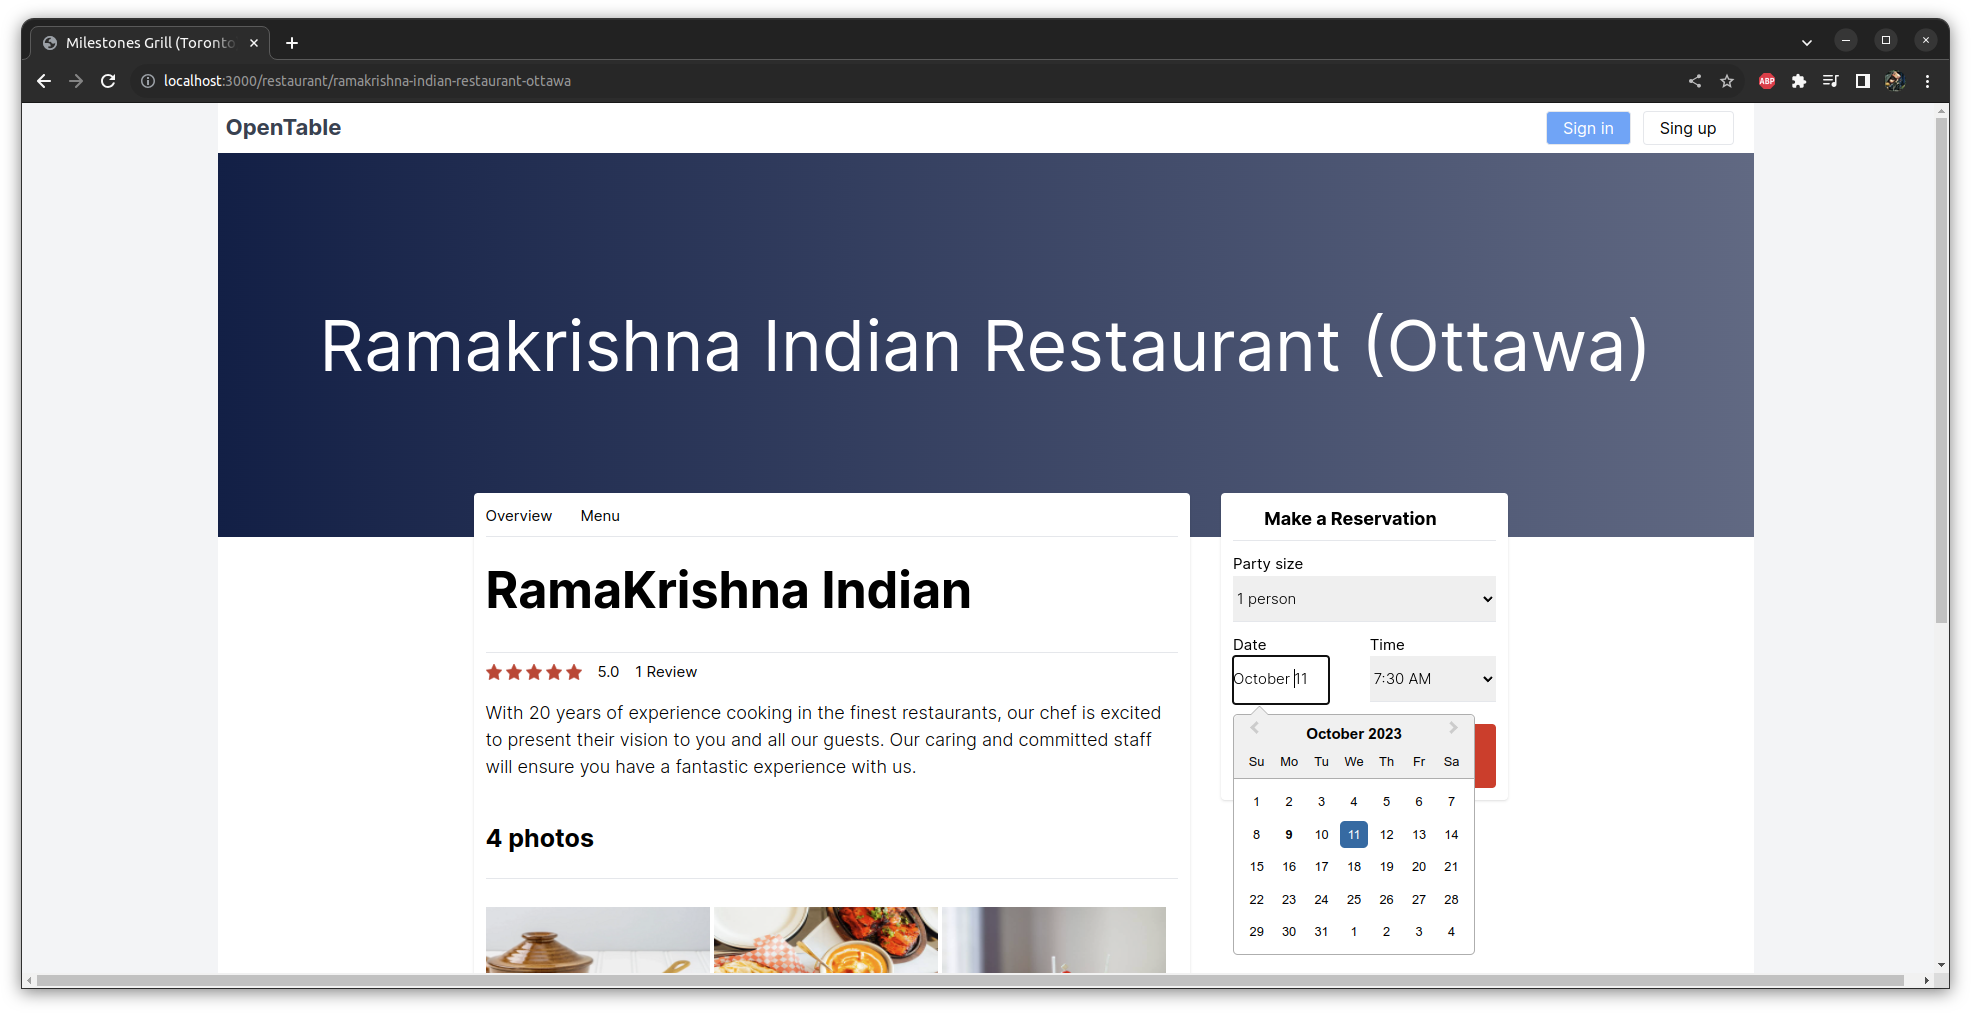 Milestones Grill (Toronto
localhost:3000/restaurant/ramakrishna-indian-restaurant-ottawa
ABP
OpenTable
Sign in
Sing up
Ramakrishna Indian Restaurant (Ottawa)
Overview Menu
RamaKrishna Indian
5.0 1 Review
With 20 years of experience cooking in the finest restaurants, our chef is excited
to present their vision to you and all our guests. Our caring and committed staff
will ensure you have a fantastic experience with us.
4 photos
Make a Reservation
Party size
1 person
Date Time
October 11 7:30 AM
October 2023
Su Mo Tu We Th Fr Sa
1 2 3 4 5 6 7
8 9 10 11 12 13 14
15 16 17 18 19 20 21
22 23 24 25 26 27 28
29 30 31 1 2 3 4